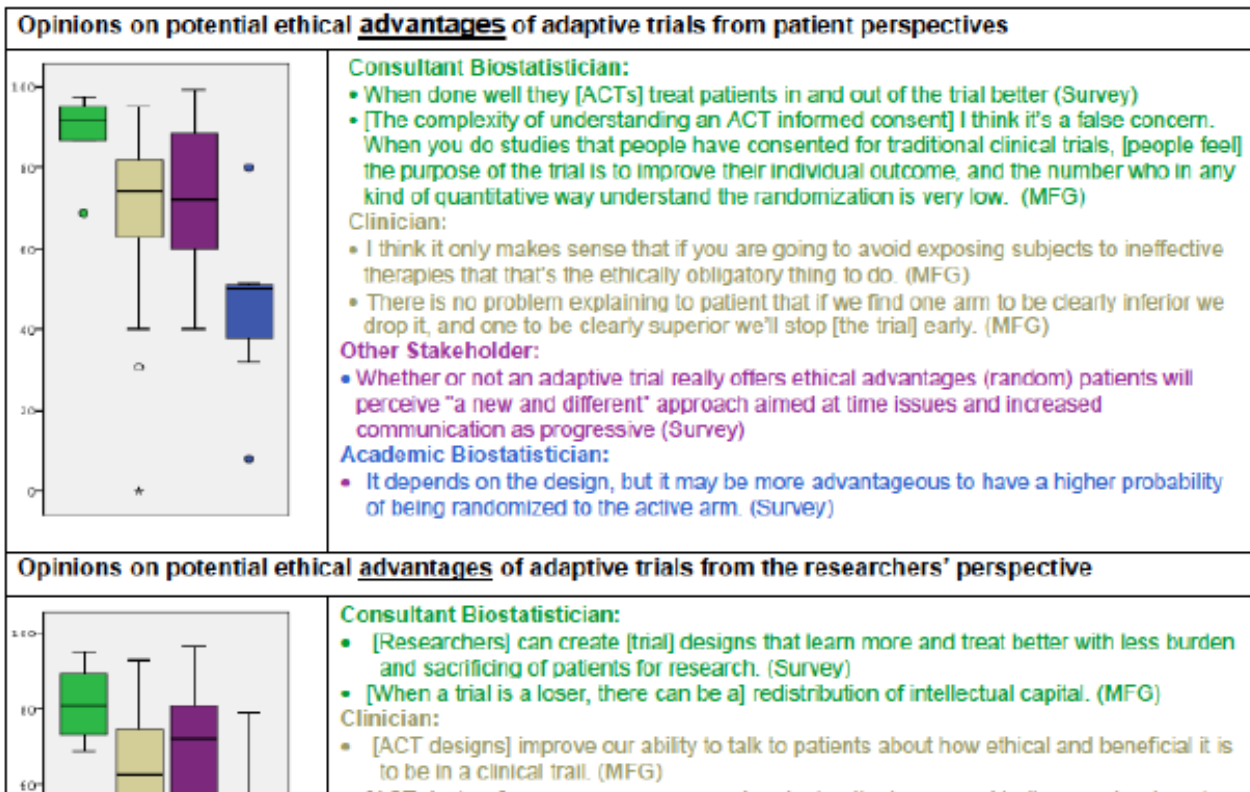 Opinions on potential ethical advantages of adaptive trials from patient perspectives
100
80
60
40
20
0
Consultant Biostatistician:
• When done well they [ACTs] treat patients in and out of the trial better (Survey)
• [The complexity of understanding an ACT informed consent] I think it's a false concern.
When you do studies that people have consented for traditional clinical trials, [people feel]
the purpose of the trial is to improve their individual outcome, and the number who in any
kind of quantitative way understand the randomization is very low. (MFG)
Clinician:
• I think it only makes sense that if you are going to avoid exposing subjects to ineffective
therapies that that's the ethically obligatory thing to do. (MFG)
• There is no problem explaining to patient that if we find one arm to be clearly inferior we
drop it, and one to be clearly superior we'll stop [the trial] early. (MFG)
Other Stakeholder:
• Whether or not an adaptive trial really offers ethical advantages (random) patients will
perceive "a new and different" approach aimed at time issues and increased
communication as progressive (Survey)
Academic Biostatistician:
• It depends on the design, but it may be more advantageous to have a higher probability
of being randomized to the active arm. (Survey)
Opinions on potential ethical advantages of adaptive trials from the researchers' perspective
100
80
60
Consultant Biostatistician:
• [Researchers] can create [trial] designs that learn more and treat better with less burden
and sacrificing of patients for research. (Survey)
• [When a trial is a loser, there can be a] redistribution of intellectual capital. (MFG)
Clinician:
• [ACT designs] improve our ability to talk to patients about how ethical and beneficial it is
to be in a clinical trail. (MFG)